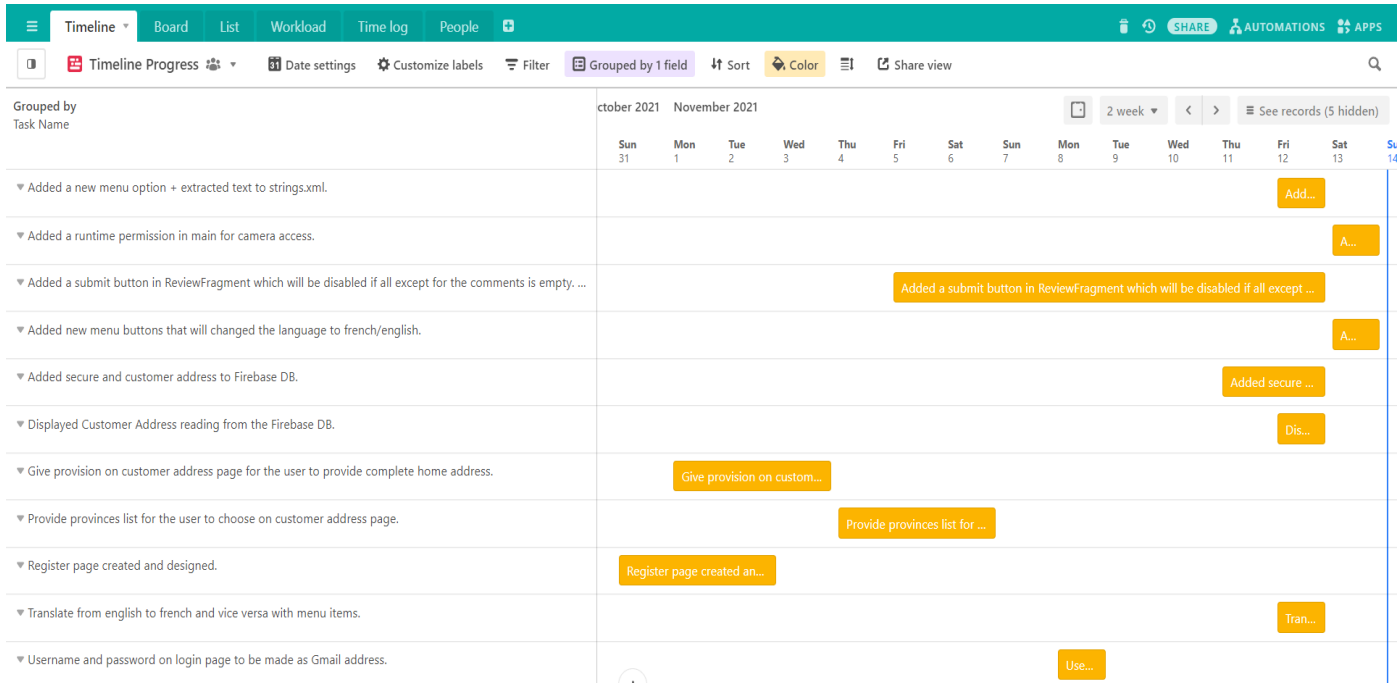 Timeline Board List Workload Time log People SHARE AUTOMATIONS APPS
Timeline Progress 31 Date settings Customize labels Filter Grouped by 1 field Sort Color Share view
Grouped by
Task Name
ctober 2021 November 2021 2 week See records (5 hidden)
Sun Mon Tue Wed Thu Fri Sat Sun Mon Tue Wed Thu Fri Sat Su
31 1 2 3 4 5 6 7 8 9 10 11 12 13 14
Added a new menu option + extracted text to strings.xml. Add...
Added a runtime permission in main for camera access. A...
Added a submit button in ReviewFragment which will be disabled if all except for the comments is empty. ... Added a submit button in ReviewFragment which will be disabled if all except ...
Added new menu buttons that will changed the language to french/english. A...
Added secure and customer address to Firebase DB. Added secure ...
Displayed Customer Address reading from the Firebase DB. Dis...
Give provision on customer address page for the user to provide complete home address. Give provision on custom...
Provide provinces list for the user to choose on customer address page. Provide provinces list for ...
Register page created and designed. Register page created an...
Translate from english to french and vice versa with menu items. Tran...
Username and password on login page to be made as Gmail address. Use...